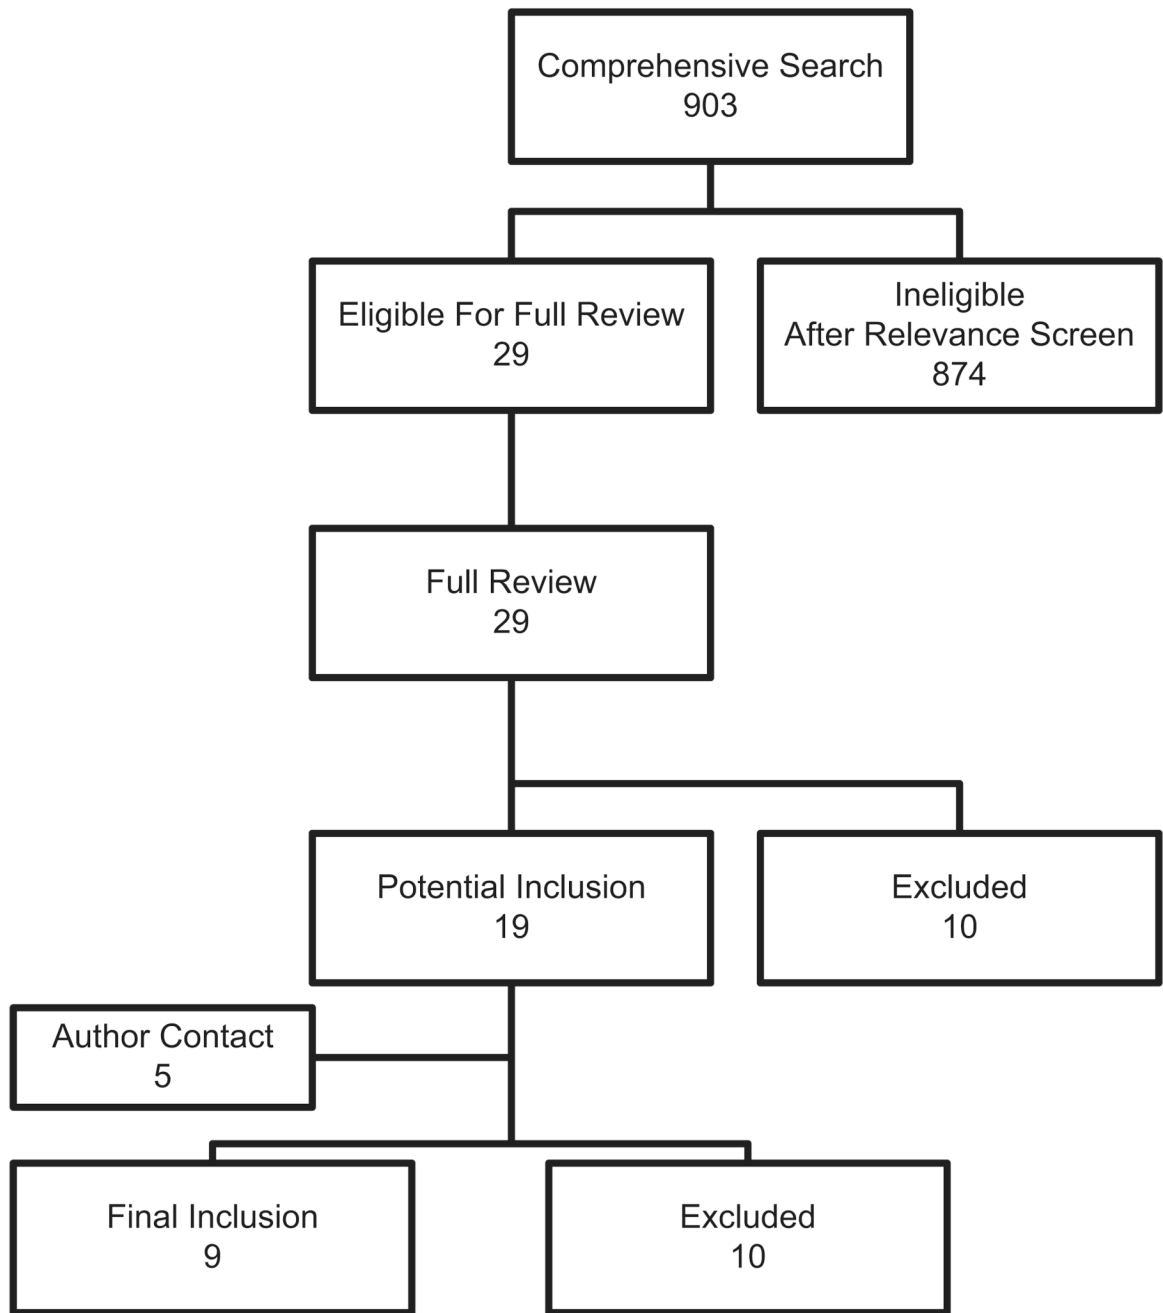 Comprehensive Search
903
Eligible For Full Review
29
Ineligible
After Relevance Screen
874
Full Review
29
Potential Inclusion
19
Excluded
10
Author Contact
5
Final Inclusion
9
Excluded
10